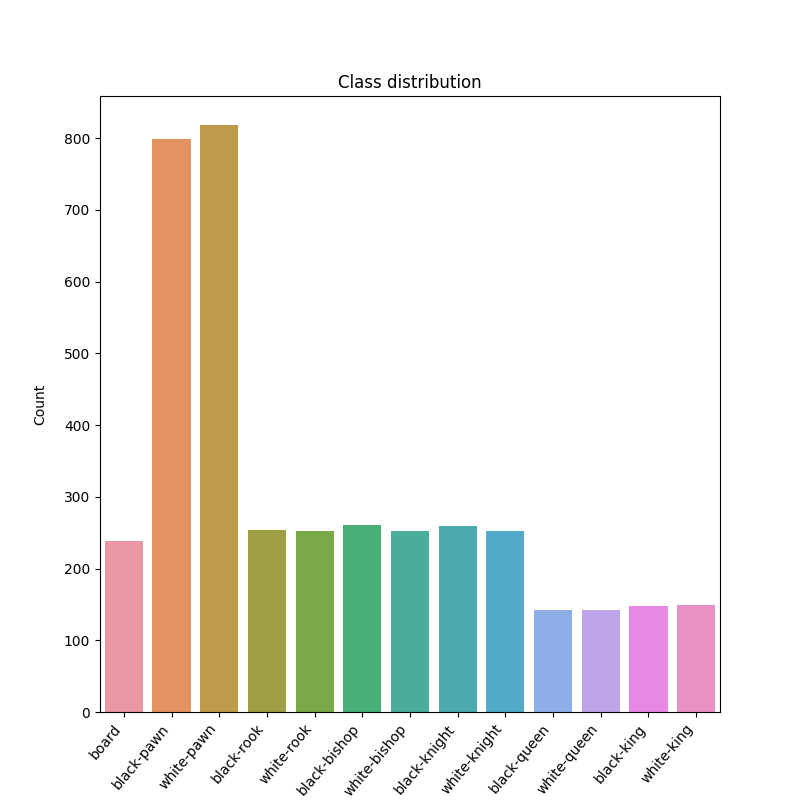 Class distribution
Count
800
700
600
500
400
300
200
100
0
board
black-pawn
white-pawn
black-rook
white-rook
black-bishop
white-bishop
black-knight
white-knight
black-queen
white-queen
black-king
white-king